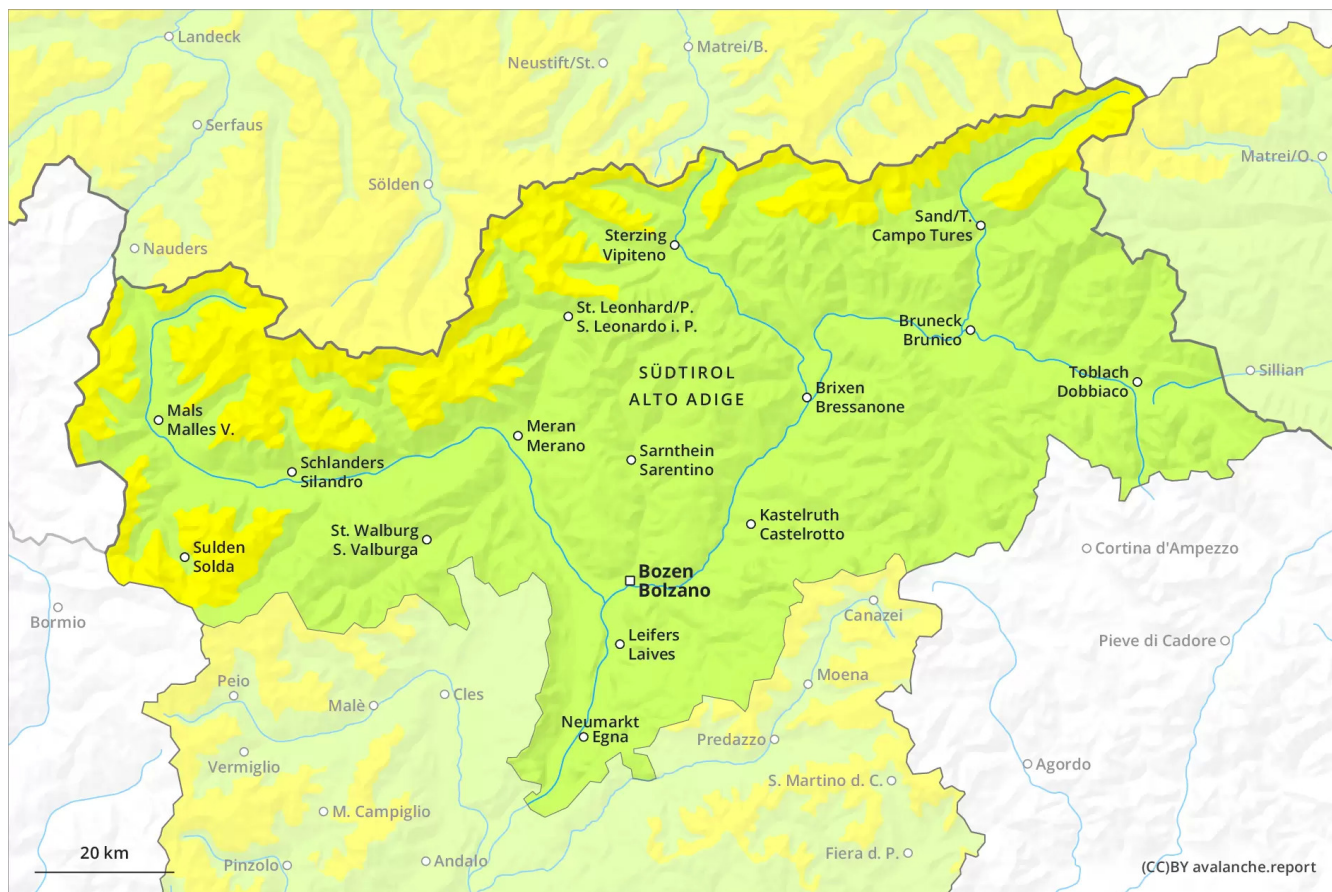 Landeck
Matrei/B.
Neustift/St.
Serfaus
Matrei/O.
Sölden
Sand/T.
Campo Tures
Sterzing
Vipiteno
Nauders
St. Leonhard/P.
S. Leonardo i. P.
Bruneck
Brunico
SÜDTIROL
ALTO ADIGE
Toblach
Dobbiaco
Sillian
Brixen
Bressanone
Mals
Malles V.
Meran
Merano
Schlanders
Silandro
Sarnthein
Sarentino
Kastelruth
Castelrotto
St. Walburg
S. Valburga
Sulden
Solda
Cortina d'Ampezzo
Bozen
Bolzano
Bormio
Canazei
Leifers
Laives
Pieve di Cadore
Peio
Moena
Malè
Cles
Neumarkt
Egna
Predazzo
Vermiglio
Agordo
S. Martino d. C.
M. Campiglio
20 km
Andalo
Fiera d. P.
Pinzolo
(CC)BY avalanche.report